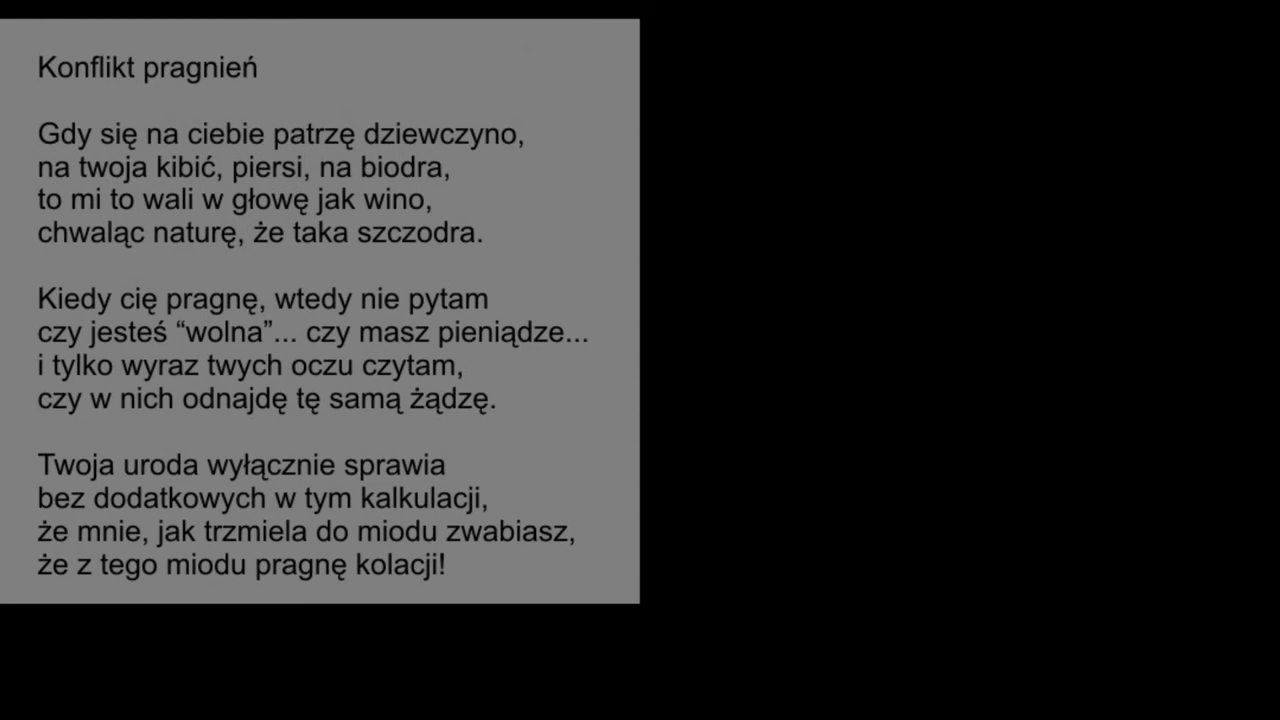 Konflikt pragnień
Gdy się na ciebie patrzę dziewczyno,
na twoja kibić, piersi, na biodra,
to mi to wali w głowę jak wino,
chwaląc naturę, że taka szczodra.
Kiedy cię pragnę, wtedy nie pytam
czy jesteś “wolna”... czy masz pieniądze...
i tylko wyraz twych oczu czytam,
czy w nich odnajdę tę samą żądzę.
Twoja uroda wyłącznie sprawia
bez dodatkowych w tym kalkulacji,
że mnie, jak trzmiela do miodu zwabiasz,
że z tego miodu pragnę kolacji!